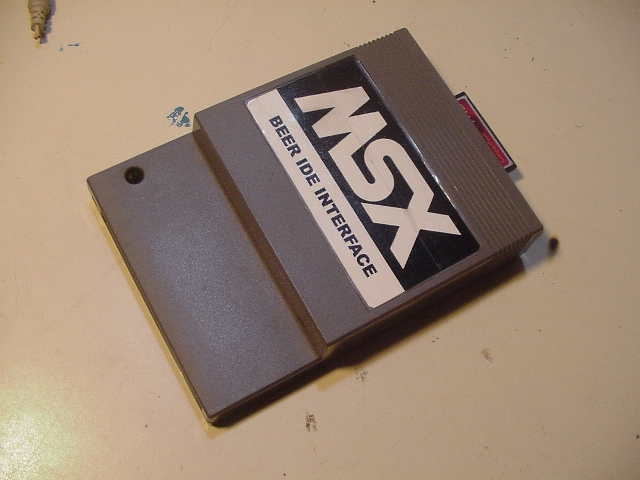 MSX
BEER IDE INTERFACE